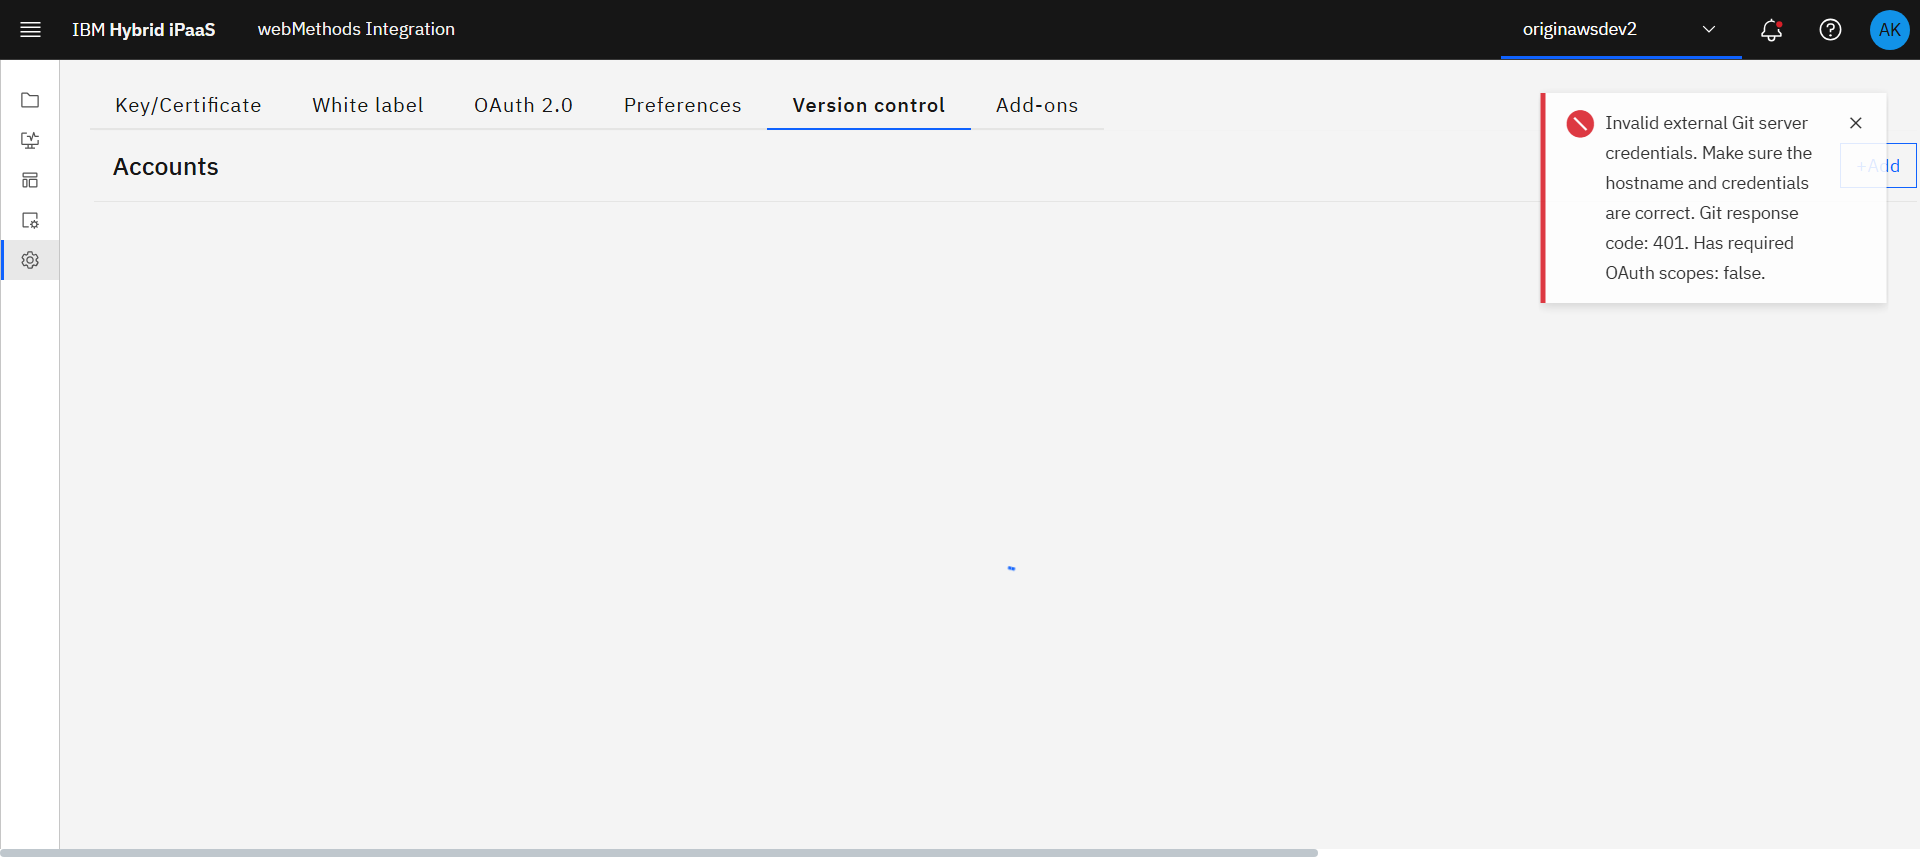 IBM Hybrid iPaaS
webMethods Integration
originawsdev2
AK
Key/Certificate
White label
OAuth 2.0
Preferences
Version control
Add-ons
Accounts
+Add
Invalid external Git server
credentials. Make sure the
hostname and credentials
are correct. Git response
code: 401. Has required
OAuth scopes: false.